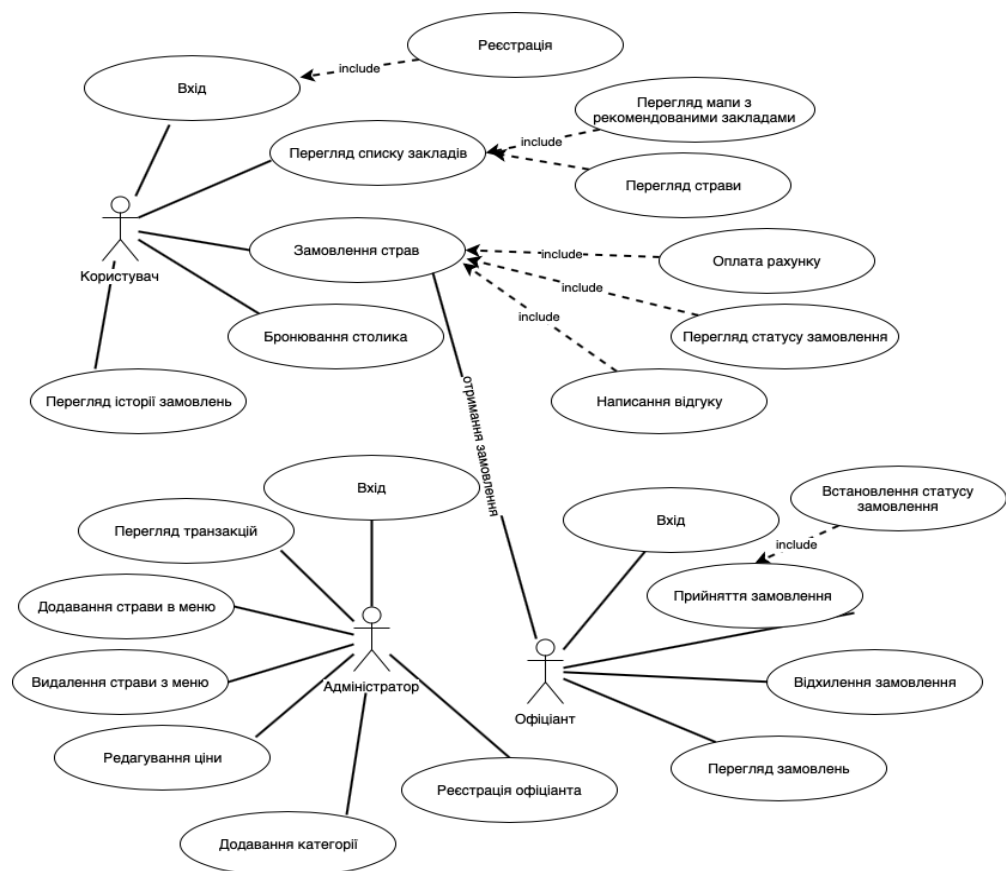 Реєстрація
include
Вхід
Перегляд мапи з
рекомендованими закладами
include
Перегляд списку закладів
Перегляд страви
Користувач
Замовлення страв
include
Оплата рахунку
include
include
Бронювання столика
Перегляд статусу замовлення
Перегляд історії замовлень
Написання відгуку
отримання замовлення
Вхід
Встановлення статусу
замовлення
Перегляд транзакцій
Вхід
include
Додавання страви в меню
Прийняття замовлення
Видалення страви з меню
Адміністратор
Відхилення замовлення
Офіціант
Редагування ціни
Перегляд замовлень
Реєстрація офіціанта
Додавання категорії